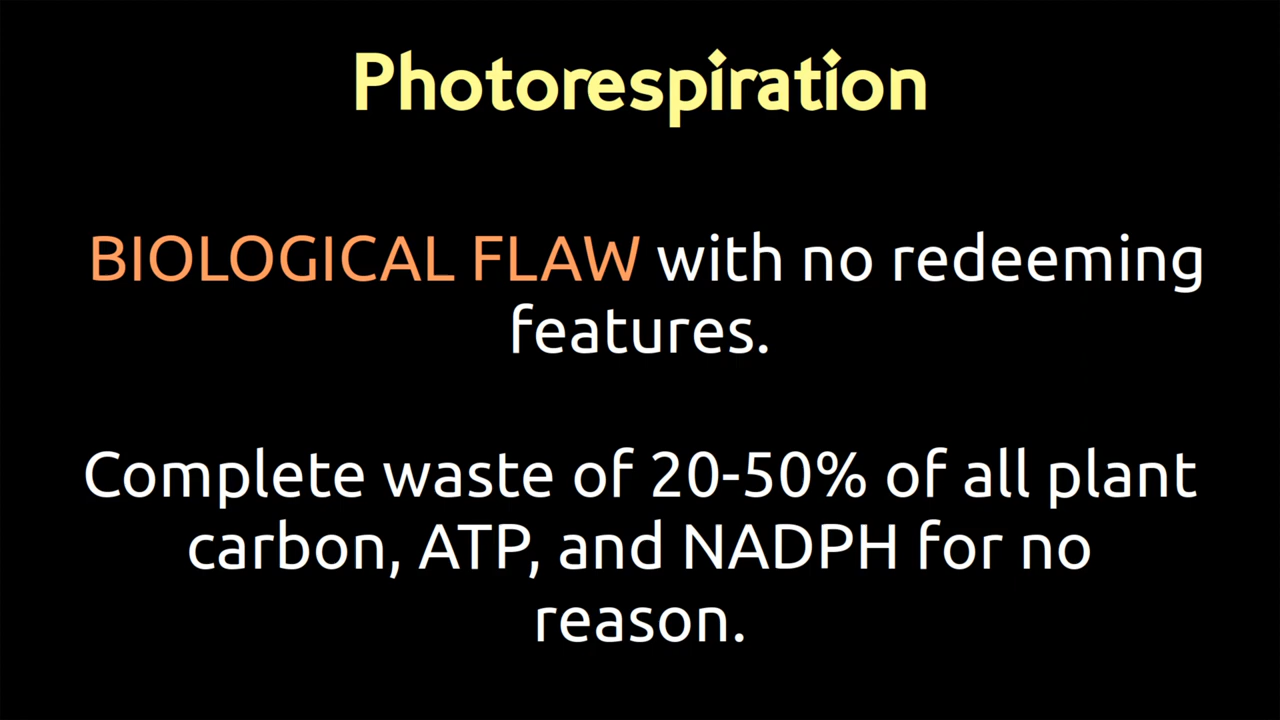 Photorespiration
BIOLOGICAL FLAW with no redeeming
features.
Complete waste of 20-50% of all plant
carbon, ATP, and NADPH for no
reason.